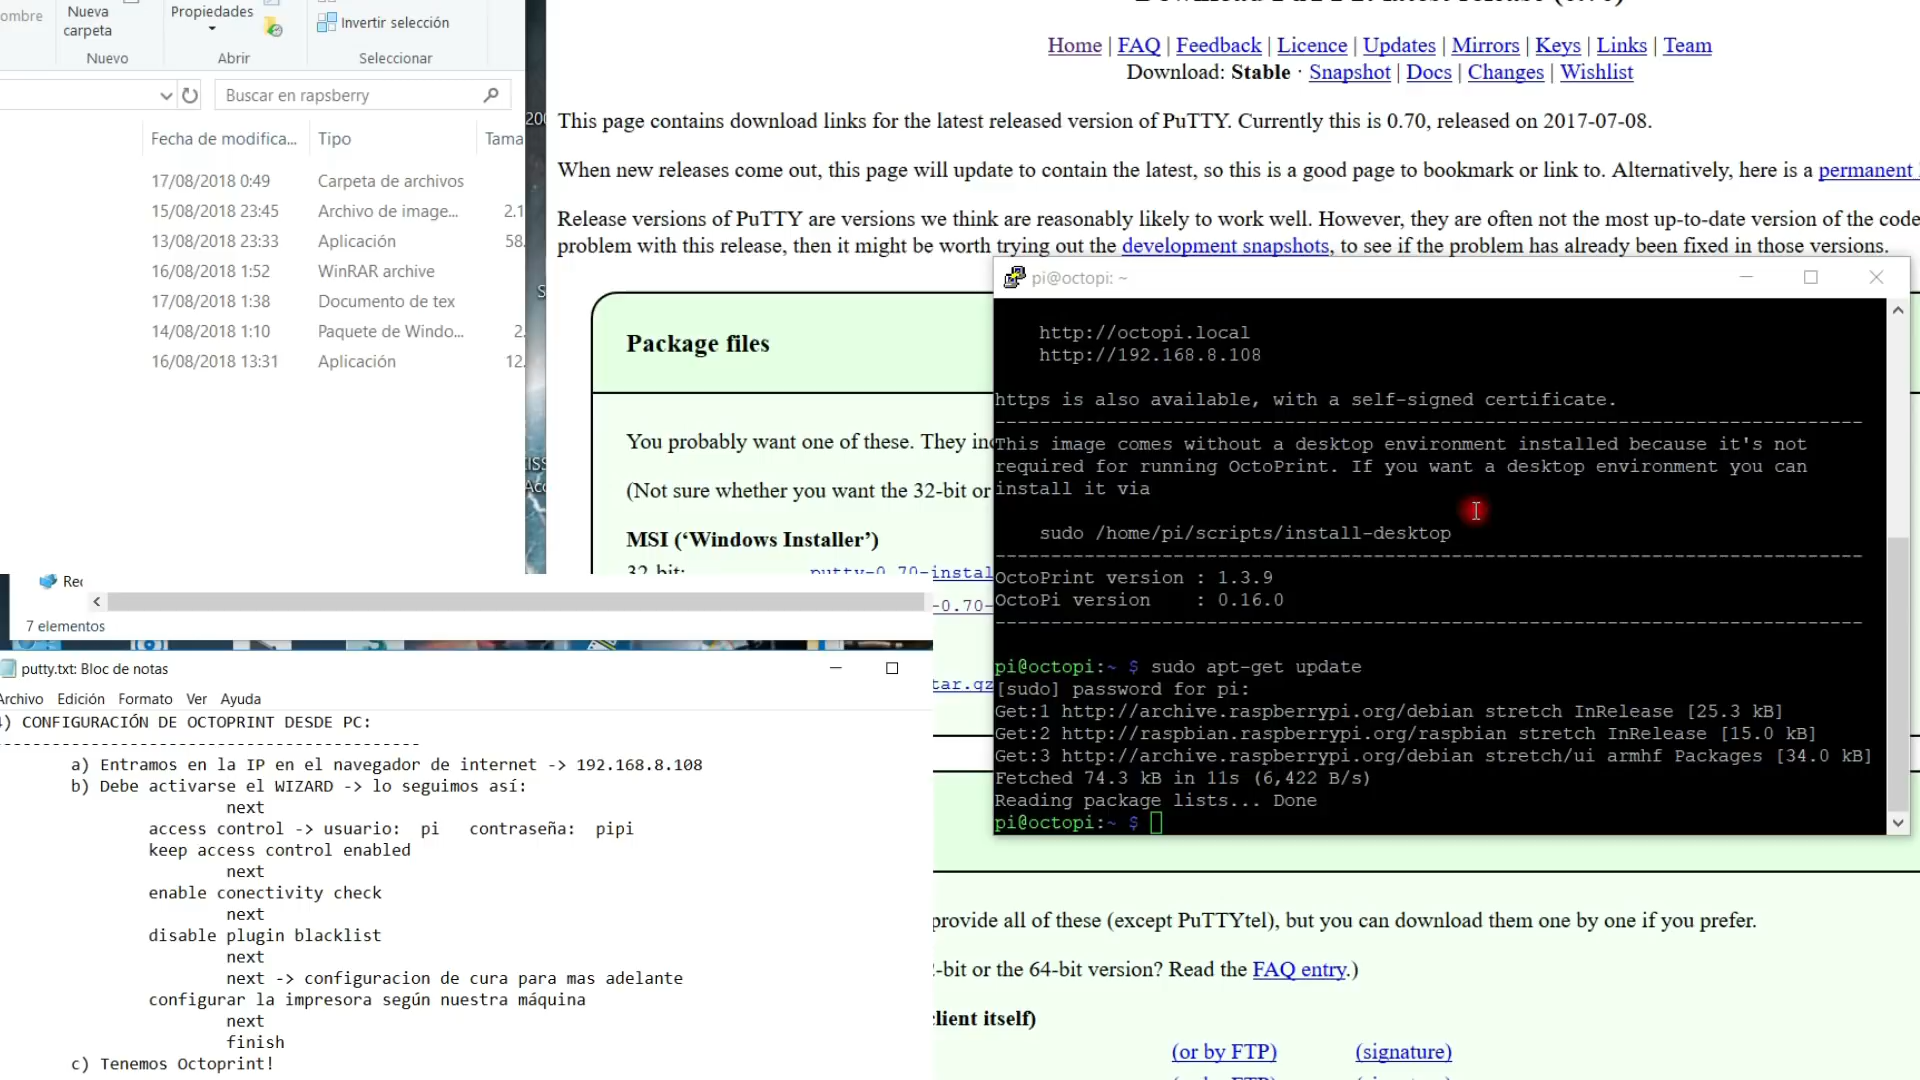 ombre
Nueva
carpeta
Propiedades
Invertir selección
Nuevo
Abrir
Seleccionar
Buscar en rapsberry
Fecha de modifica...
Tipo
Tama
17/08/2018 0:49
Carpeta de archivos
15/08/2018 23:45
Archivo de image...
2.1
13/08/2018 23:33
Aplicación
58.
16/08/2018 1:52
WinRAR archive
17/08/2018 1:38
Documento de tex
14/08/2018 1:10
Paquete de Windo...
2.
16/08/2018 13:31
Aplicación
12.
7 elementos
Home | FAQ | Feedback | Licence | Updates | Mirrors | Keys | Links | Team
Download: Stable · Snapshot | Docs | Changes | Wishlist
This page contains download links for the latest released version of PuTTY. Currently this is 0.70, released on 2017-07-08.
When new releases come out, this page will update to contain the latest, so this is a good page to bookmark or link to. Alternatively, here is a permanent
Release versions of PuTTY are versions we think are reasonably likely to work well. However, they are often not the most up-to-date version of the code
problem with this release, then it might be worth trying out the development snapshots, to see if the problem has already been fixed in those versions.
Package files
You probably want one of these. They inc
(Not sure whether you want the 32-bit or
MSI (‘Windows Installer’)
32-bit:
putty-0.70-instal
-0.70-
tar.gz
pi@octopi: ~
http://octopi.local
http://192.168.8.108
https is also available, with a self-signed certificate.
--------------------------------------------------------------------------------
This image comes without a desktop environment installed because it's not
required for running OctoPrint. If you want a desktop environment you can
install it via
sudo /home/pi/scripts/install-desktop
--------------------------------------------------------------------------------
OctoPrint version : 1.3.9
OctoPi version    : 0.16.0
--------------------------------------------------------------------------------
pi@octopi:~ $ sudo apt-get update
[sudo] password for pi:
Get:1 http://archive.raspberrypi.org/debian stretch InRelease [25.3 kB]
Get:2 http://raspbian.raspberrypi.org/raspbian stretch InRelease [15.0 kB]
Get:3 http://archive.raspberrypi.org/debian stretch/ui armhf Packages [34.0 kB]
Fetched 74.3 kB in 11s (6,422 B/s)
Reading package lists... Done
pi@octopi:~ $
putty.txt: Bloc de notas
Archivo Edición Formato Ver Ayuda
) CONFIGURACIÓN DE OCTOPRINT DESDE PC:
--------------------------------------------
a) Entramos en la IP en el navegador de internet -> 192.168.8.108
b) Debe activarse el WIZARD -> lo seguimos así:
next
access control -> usuario:  pi   contraseña:  pipi
keep access control enabled
next
enable conectivity check
next
disable plugin blacklist
next
next -> configuracion de cura para mas adelante
configurar la impresora según nuestra máquina
next
finish
c) Tenemos Octoprint!
provide all of these (except PuTTYtel), but you can download them one by one if you prefer.
-bit or the 64-bit version? Read the FAQ entry.)
client itself)
(or by FTP)
(signature)